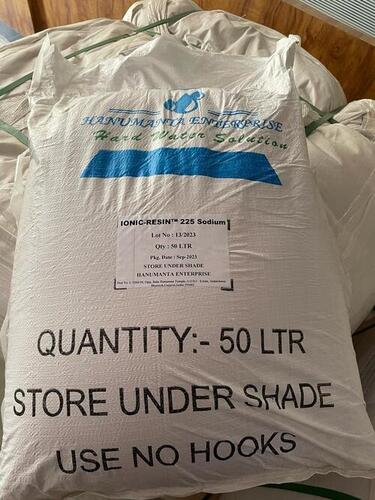 HANUMANTA ENTERPRISE
Hard Water Solution
IONIC-RESIN™ 225 Sodium
Lot No : 13/2023
Qty : 50 LTR
Pkg. Date : Sep-2023
STORE UNDER SHADE
HANUMANTA ENTERPRISE
QUANTITY:- 50 LTR
STORE UNDER SHADE
USE NO HOOKS